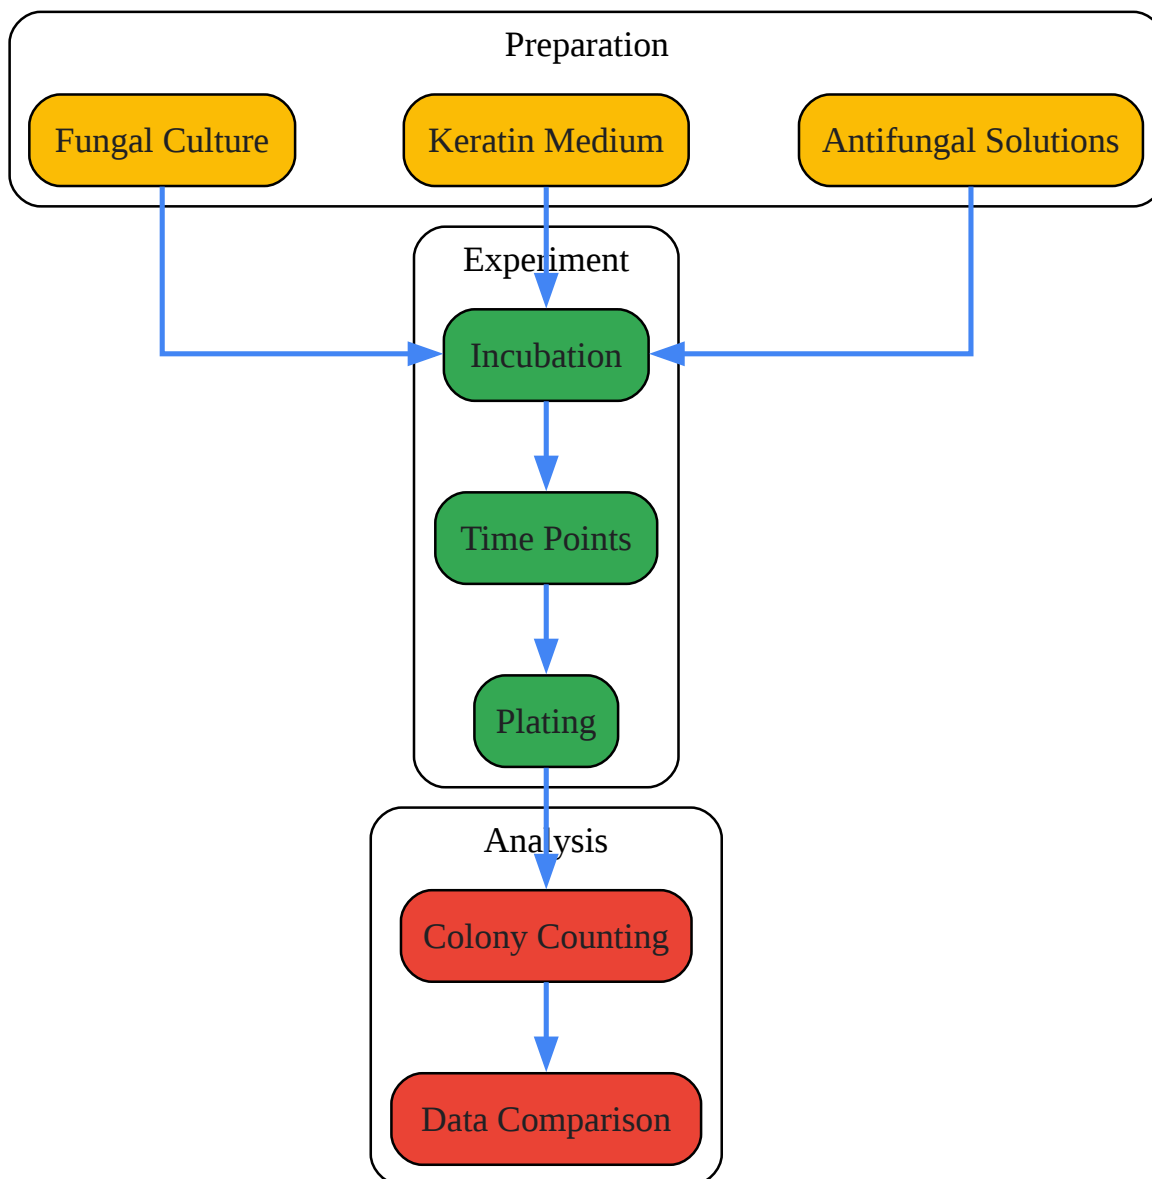 Preparation
Fungal Culture
Keratin Medium
Antifungal Solutions
Experiment
Incubation
Time Points
Plating
Analysis
Colony Counting
Data Comparison